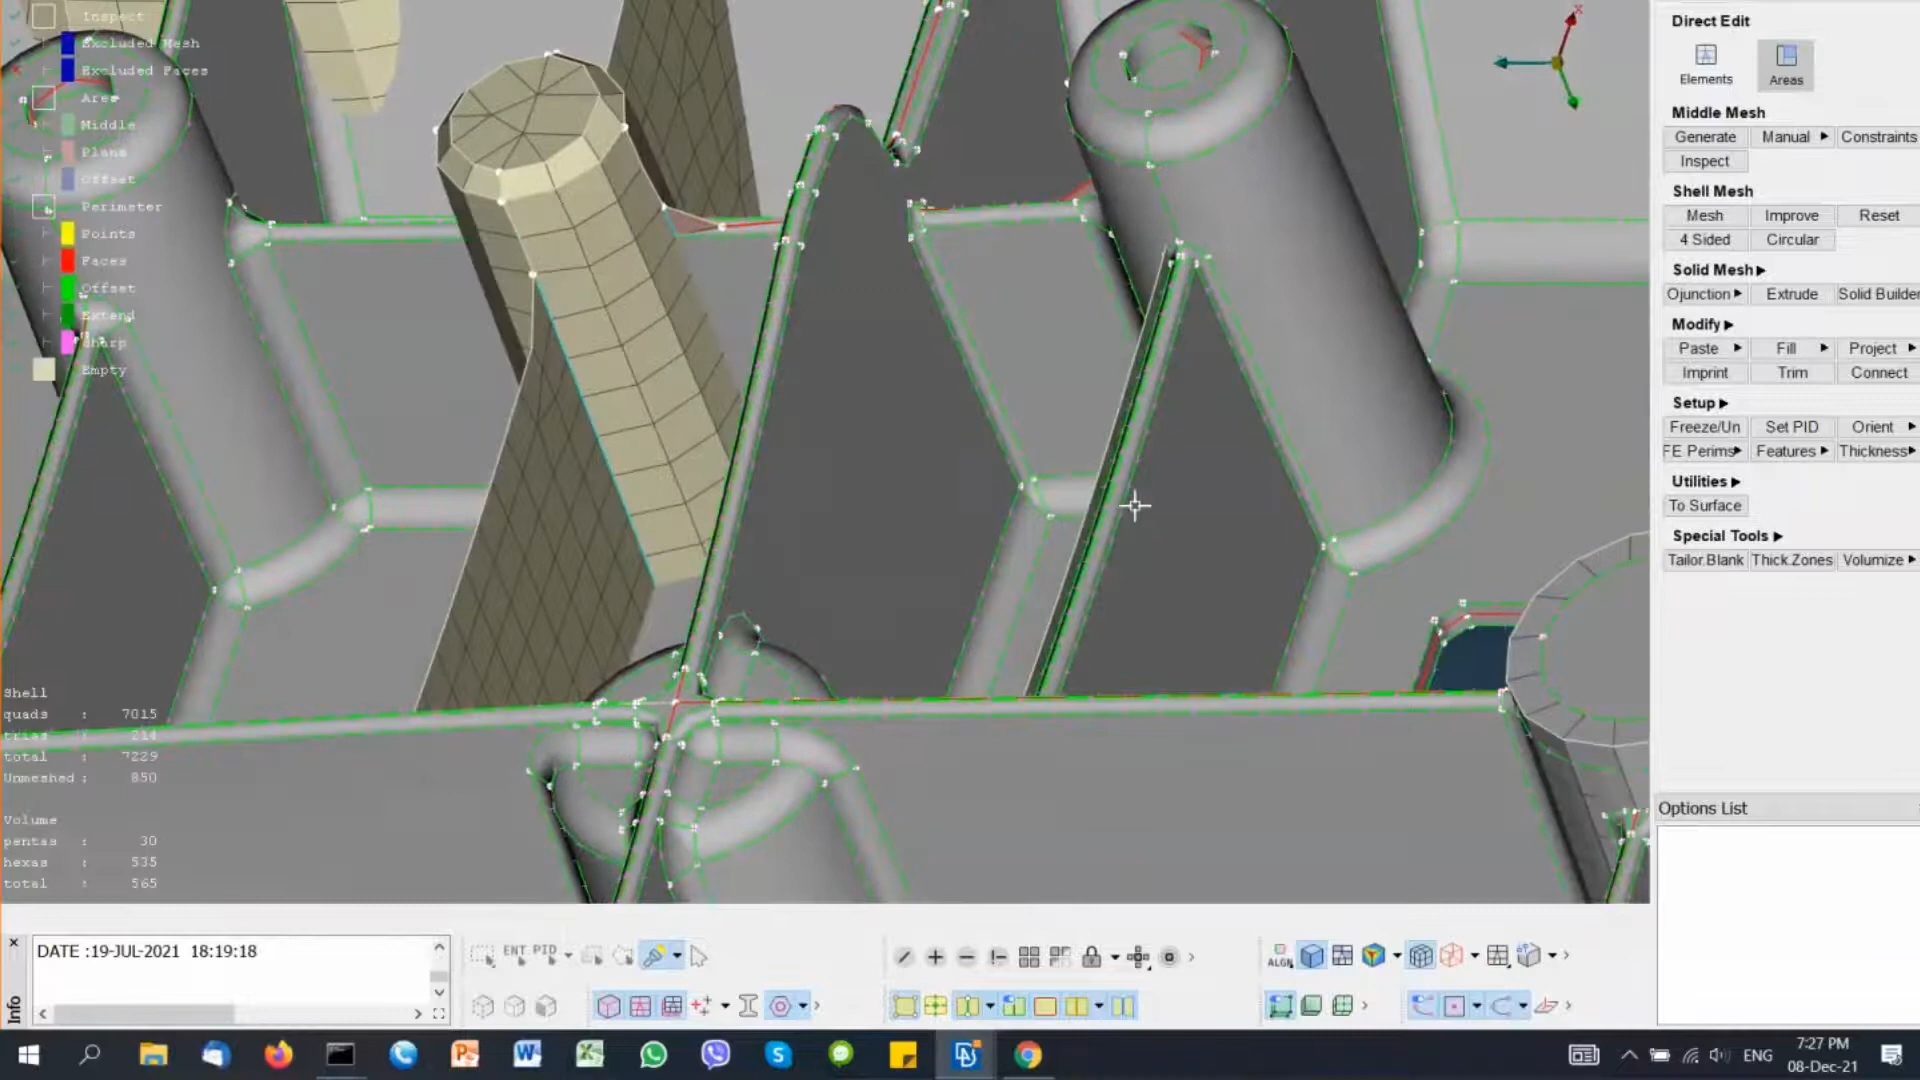 Inspect
Excluded Mesh
Excluded Faces
Area
Middle
Plane
Offset
Perimeter
Points
Faces
Offset
Extend
Sharp
Empty
Shell
quads : 7015
trias : 214
total : 7229
Unmeshed : 850
Volume
pentas : 30
hexas : 535
total : 565
X
Direct Edit
Elements Areas
Middle Mesh
Generate Manual Constraints
Inspect
Shell Mesh
Mesh Improve Reset
4 Sided Circular
Solid Mesh
Ojunction Extrude Solid Builder
Modify
Paste Fill Project
Imprint Trim Connect
Setup
Freeze/Un Set PID Orient
FE Perims Features Thickness
Utilities
To Surface
Special Tools
Tailor.Blank Thick.Zones Volumize
Options List
Info
DATE :19-JUL-2021 18:19:18
ENT PID
ALGN
ENG
7:27 PM
08-Dec-21